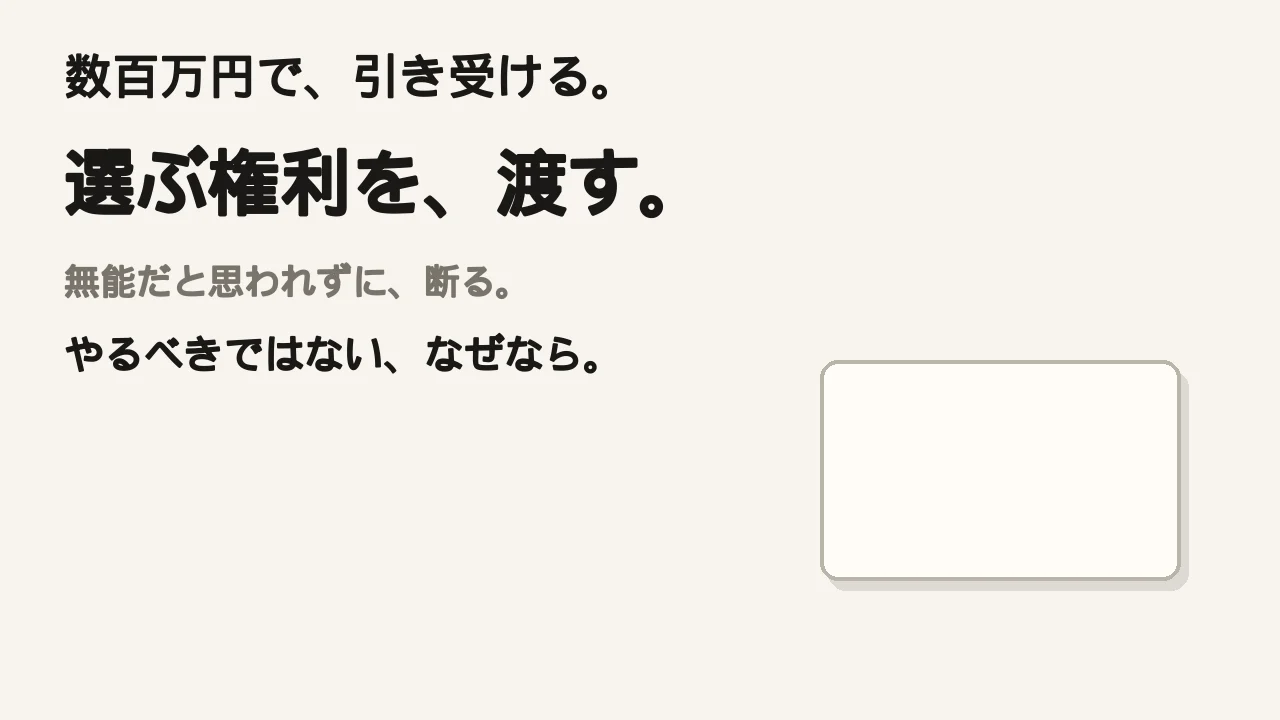 数百万円で、引き受ける。
選ぶ権利を、渡す。
無能だと思われずに、断る。
やるべきではない、なぜなら。